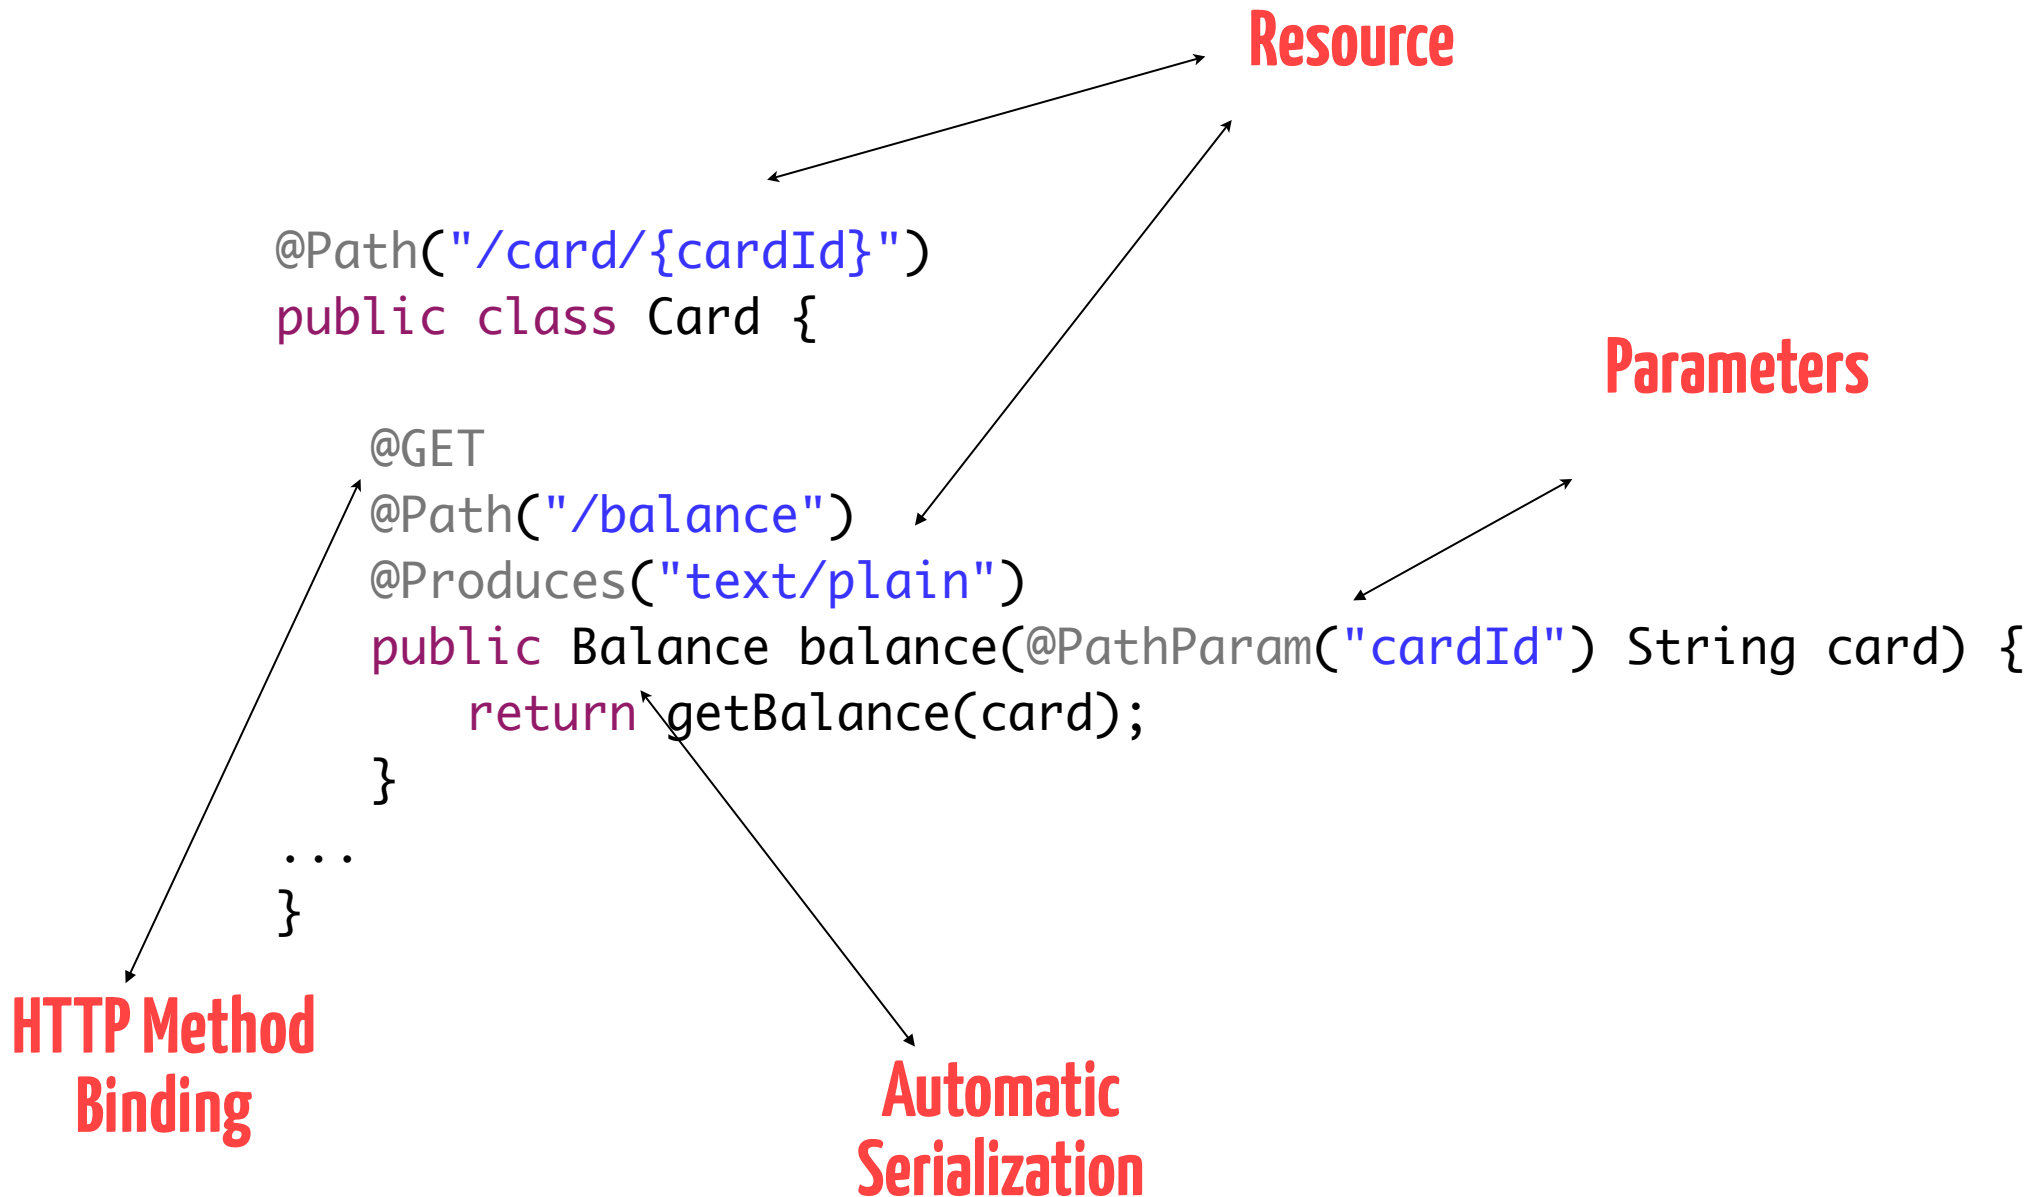 Resource
@Path("/card/{cardId}")
public class Card {
Parameters
@GET
@Path("/balance")
@Produces("text/plain")
public Balance balance(@PathParam("cardId") String card) {
return getBalance(card);
}
...
}
HTTP Method
Binding
Automatic
Serialization